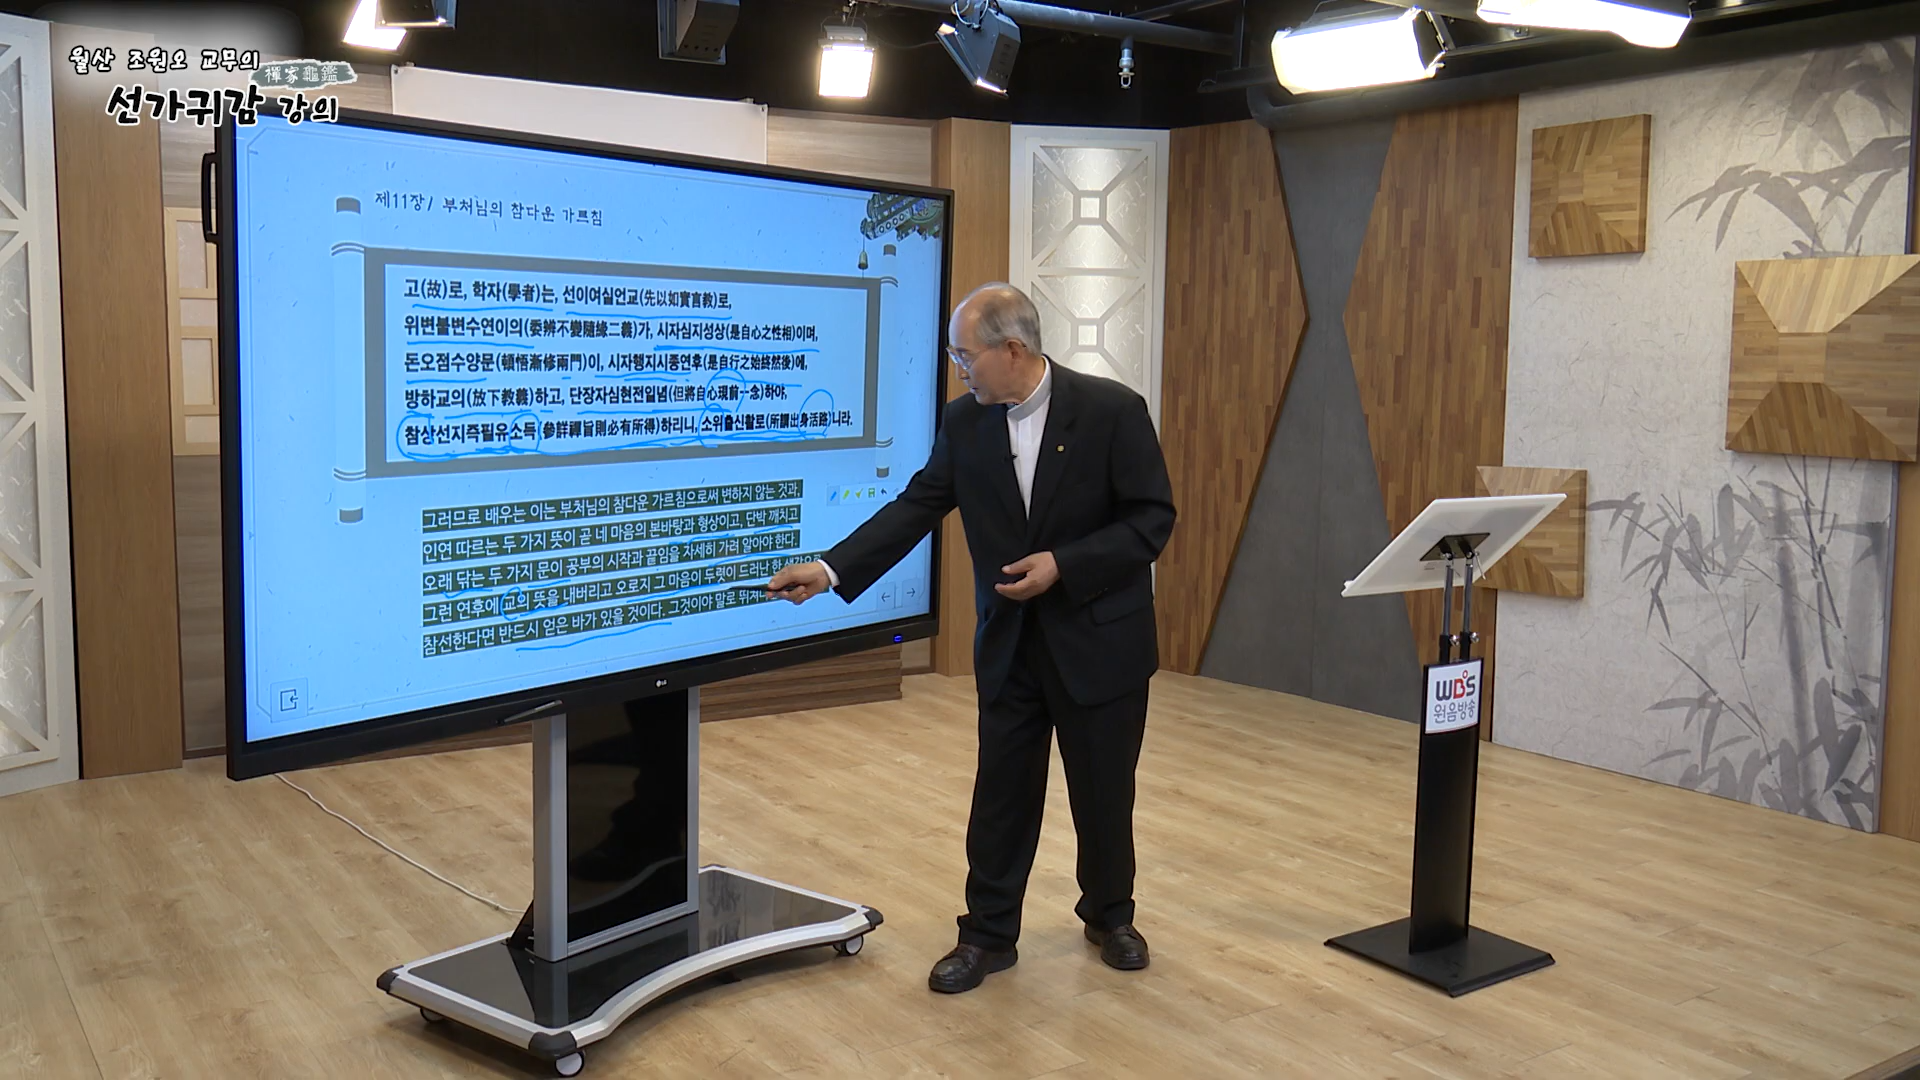 월산 조원오 교무의
禪家龜鑑
선가귀감 강의
제11장/ 부처님의 참다운 가르침
고(故)로, 학자(學者)는, 선이여실언교(先以如實言教)로,
위변불변수연이의(委辨不變隨緣二義)가, 시자심지성상(是自心之性相)이며,
돈오점수양문(頓悟漸修兩門)이, 시자행지시종연후(是自行之始終然後)에,
방하교의(放下教義)하고, 단장자심현전일념(但將自心現前一念)하야,
참상선지즉필유소득(參詳禪旨則必有所得)하리니, 소위출신활로(所謂出身活路)니라.
그러므로 배우는 이는 부처님의 참다운 가르침으로써 변하지 않는 것과,
인연 따르는 두 가지 뜻이 곧 네 마음의 본바탕과 형상이고, 단박 깨치고
오래 닦는 두 가지 문이 공부의 시작과 끝임을 자세히 가려 알아야 한다.
그런 연후에 교의 뜻을 내버리고 오로지 그 마음이 두렷이 드러난 한
참선한다면 반드시 얻은 바가 있을 것이다. 그것이야 말로
LG
WBS
원음방송